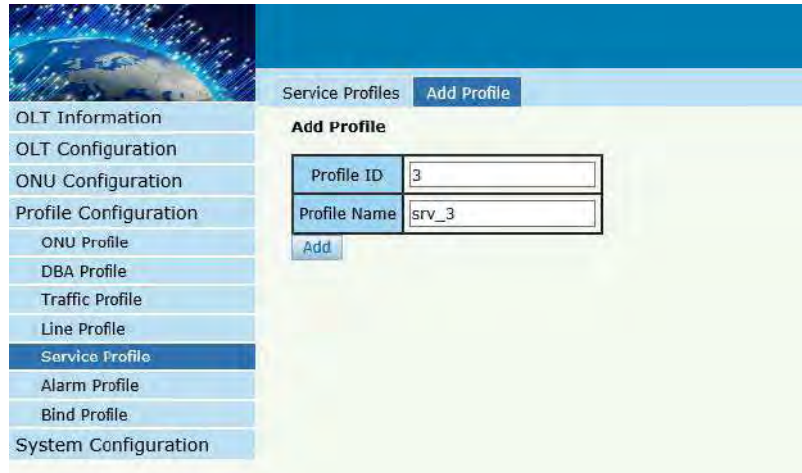 Service Profiles Add Profile
OLT Information
OLT Configuration
ONU Configuration
Profile Configuration
ONU Profile
DBA Profile
Traffic Profile
Line Profile
Service Profile
Alarm Profile
Bind Profile
System Configuration
Add Profile
Profile ID 3
Profile Name srv_3
Add